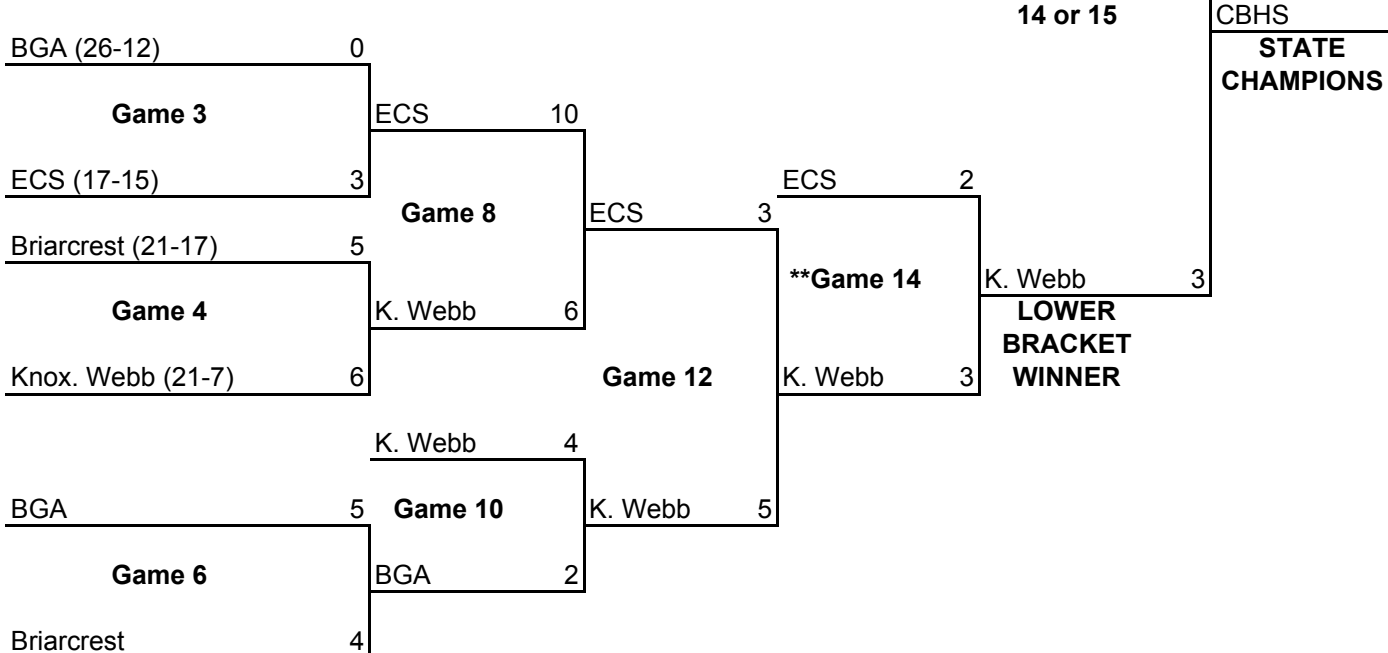 14 or 15 CBHS
BGA (26-12) 0 STATE
CHAMPIONS
Game 3 ECS 10
ECS (17-15) 3 ECS 2
Game 8 ECS 3
Briarcrest (21-17) 5
**Game 14 K. Webb 3
Game 4 K. Webb 6 LOWER
BRACKET
Knox. Webb (21-7) 6 Game 12 K. Webb 3 WINNER
K. Webb 4
BGA 5 Game 10 K. Webb 5
Game 6 BGA 2
Briarcrest 4